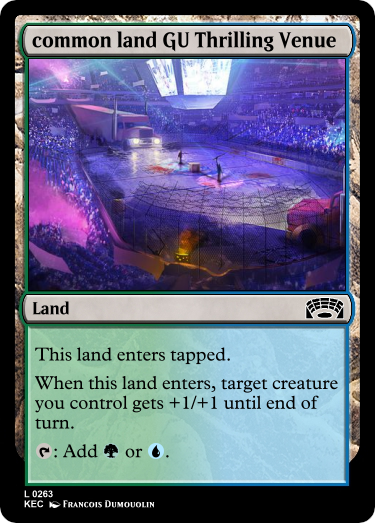 common land GU Thrilling Venue
Land
This land enters tapped.
When this land enters, target creature
you control gets +1/+1 until end of
turn.
: Add or .
L 0263
KEC Francois Dumouolin